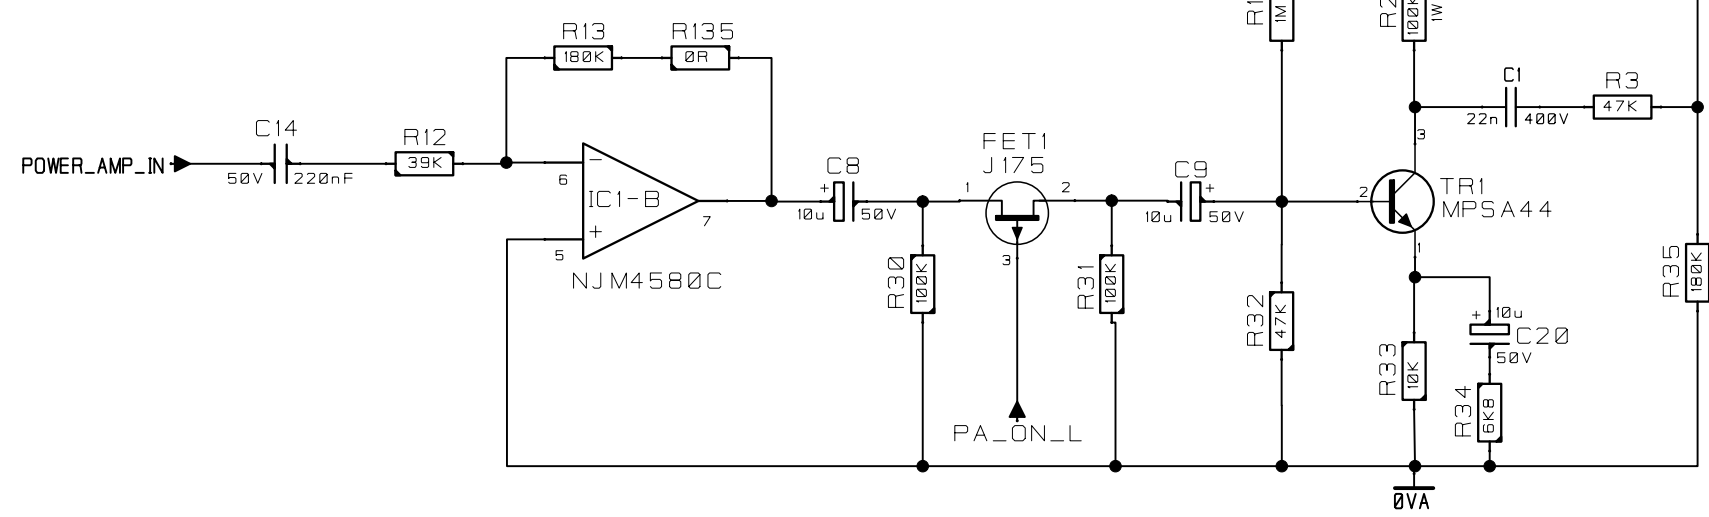 R13
180K
R135
0R
C14
50V
220nF
R12
39K
POWER_AMP_IN
6
5
7
IC1-B
−
+
NJM4580C
C8
+
10u
50V
R30
100K
FET1
J175
1
2
3
PA_ON_L
R31
100K
C9
+
10u
50V
1M
R32
47K
100K
1W
C1
22n
400V
R3
47K
3
2
1
TR1
MPSA44
R33
10K
+
10u
C20
50V
R34
6K8
R35
180K
0VA